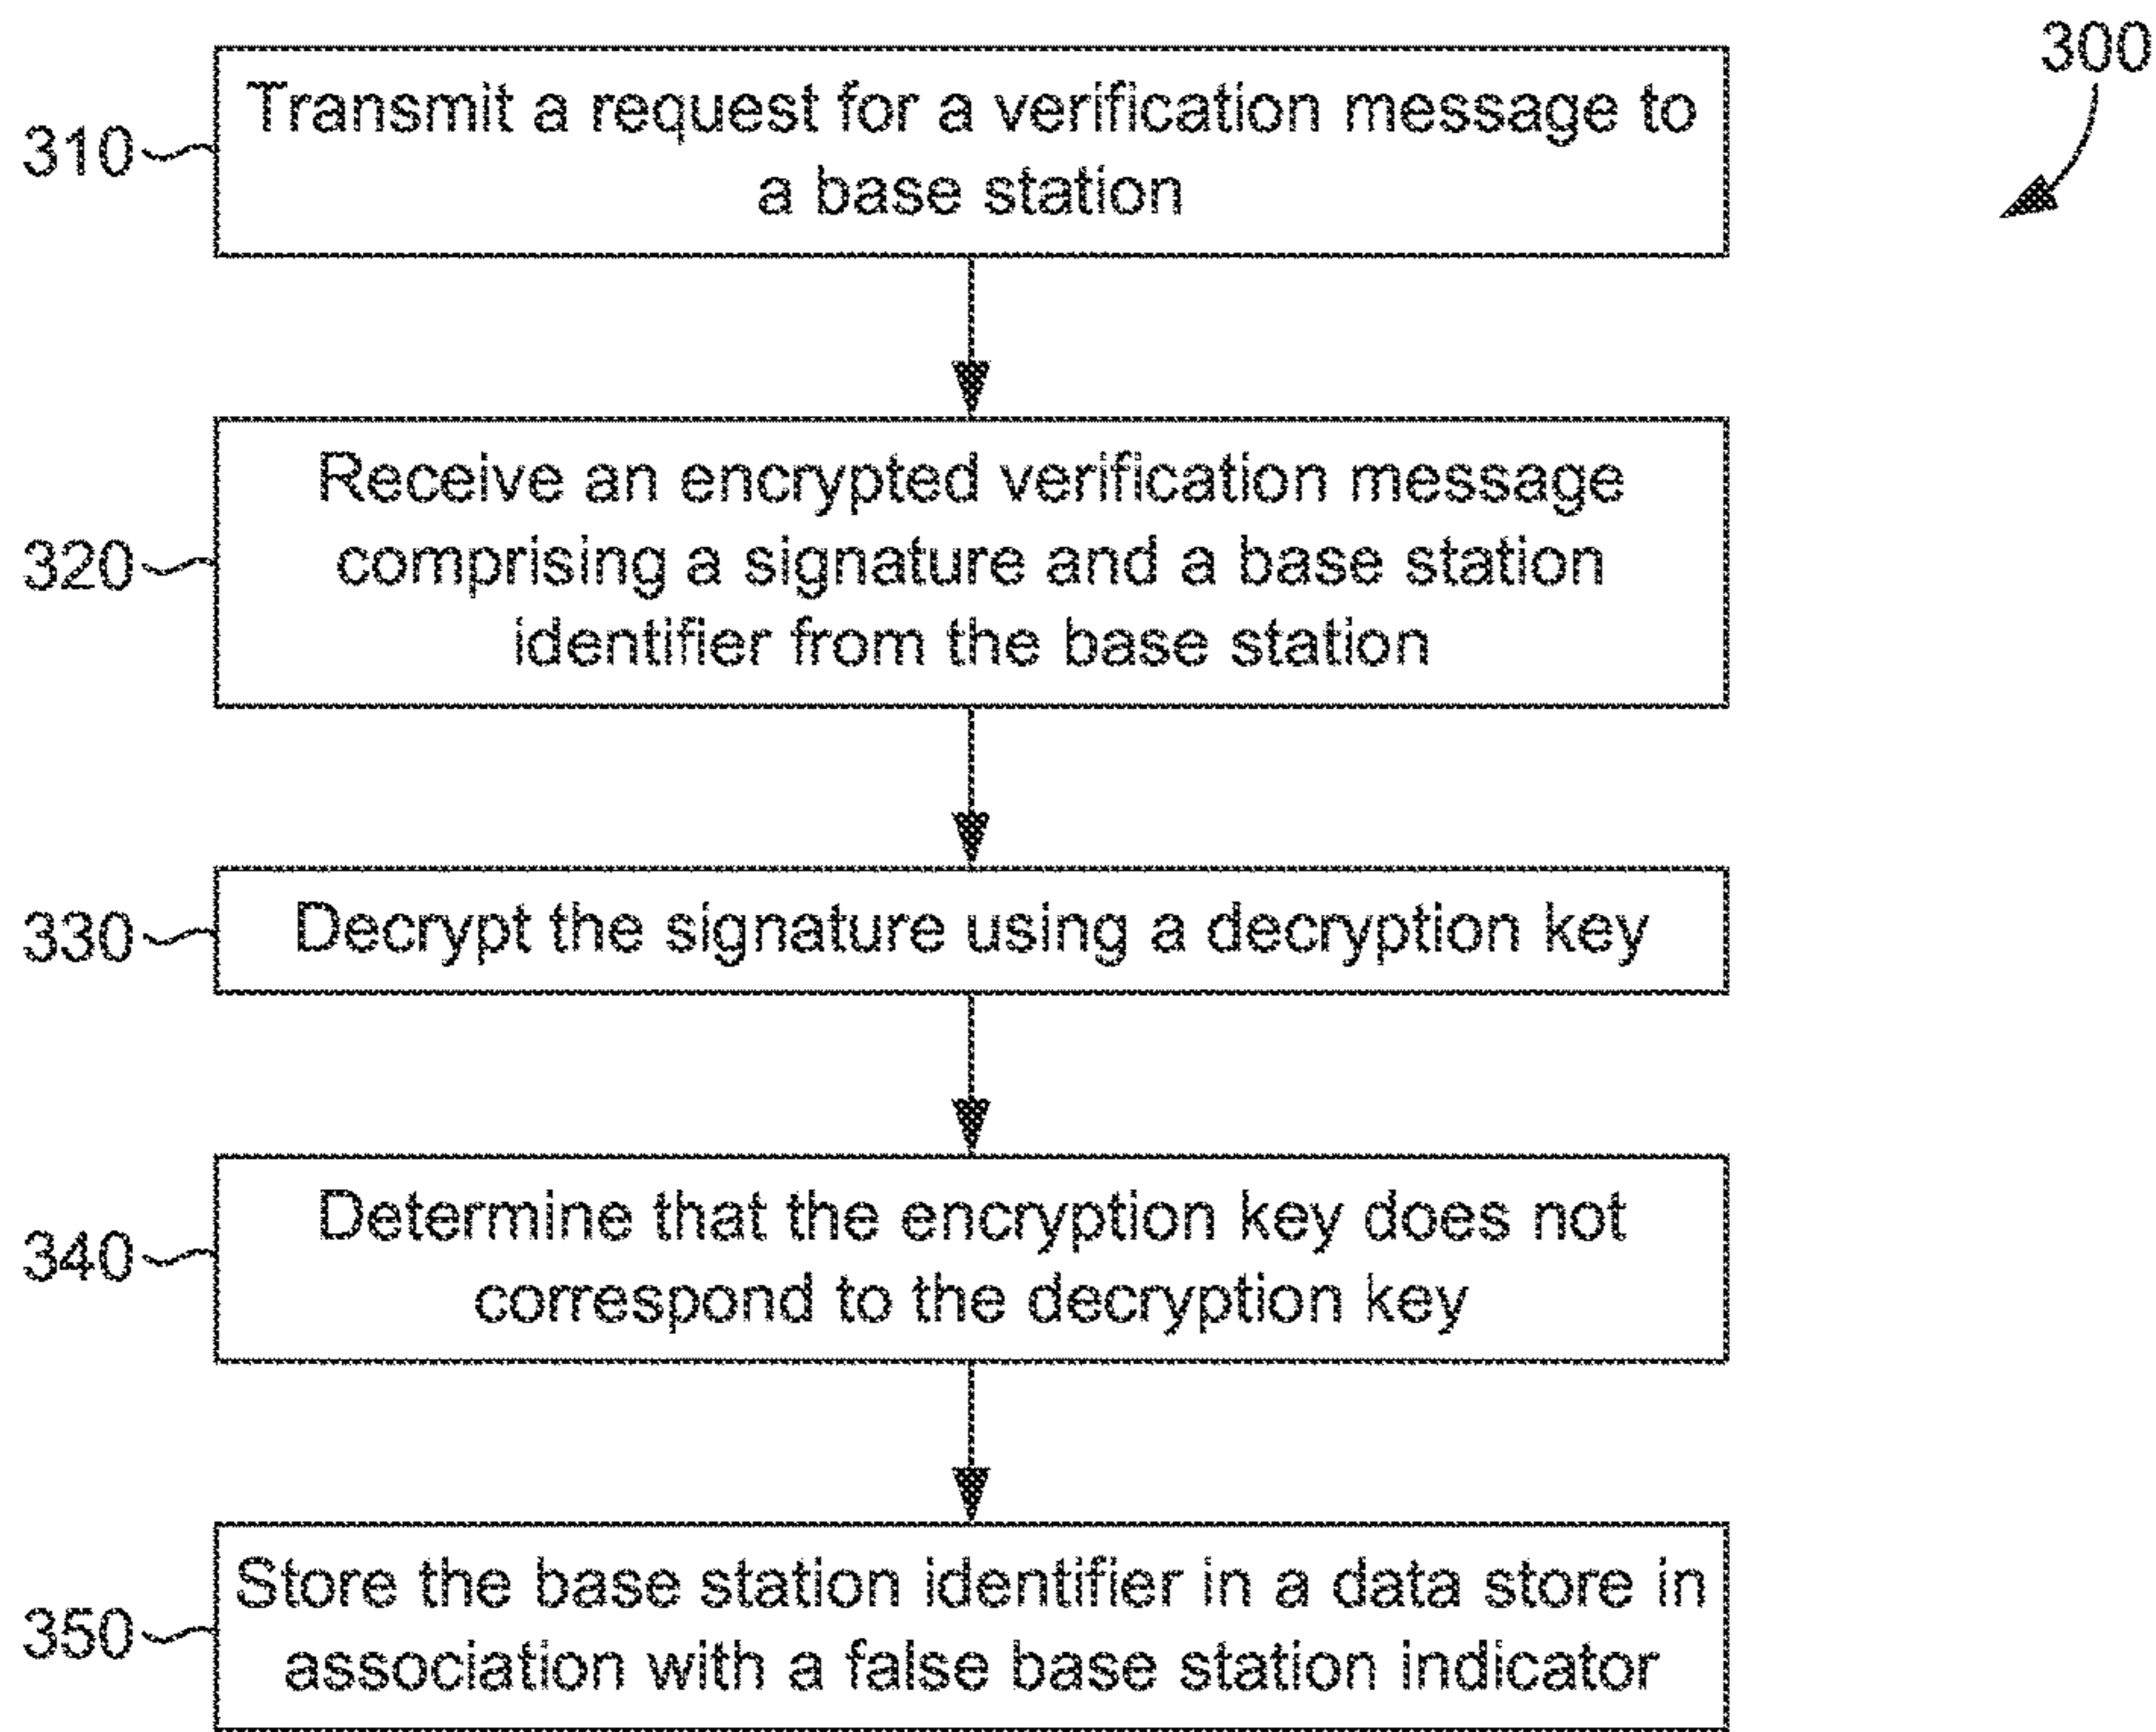 300
310
Transmit a request for a verification message to
a base station
320
Receive an encrypted verification message
comprising a signature and a base station
identifier from the base station
330
Decrypt the signature using a decryption key
340
Determine that the encryption key does not
correspond to the decryption key
350
Store the base station identifier in a data store in
association with a false base station indicator